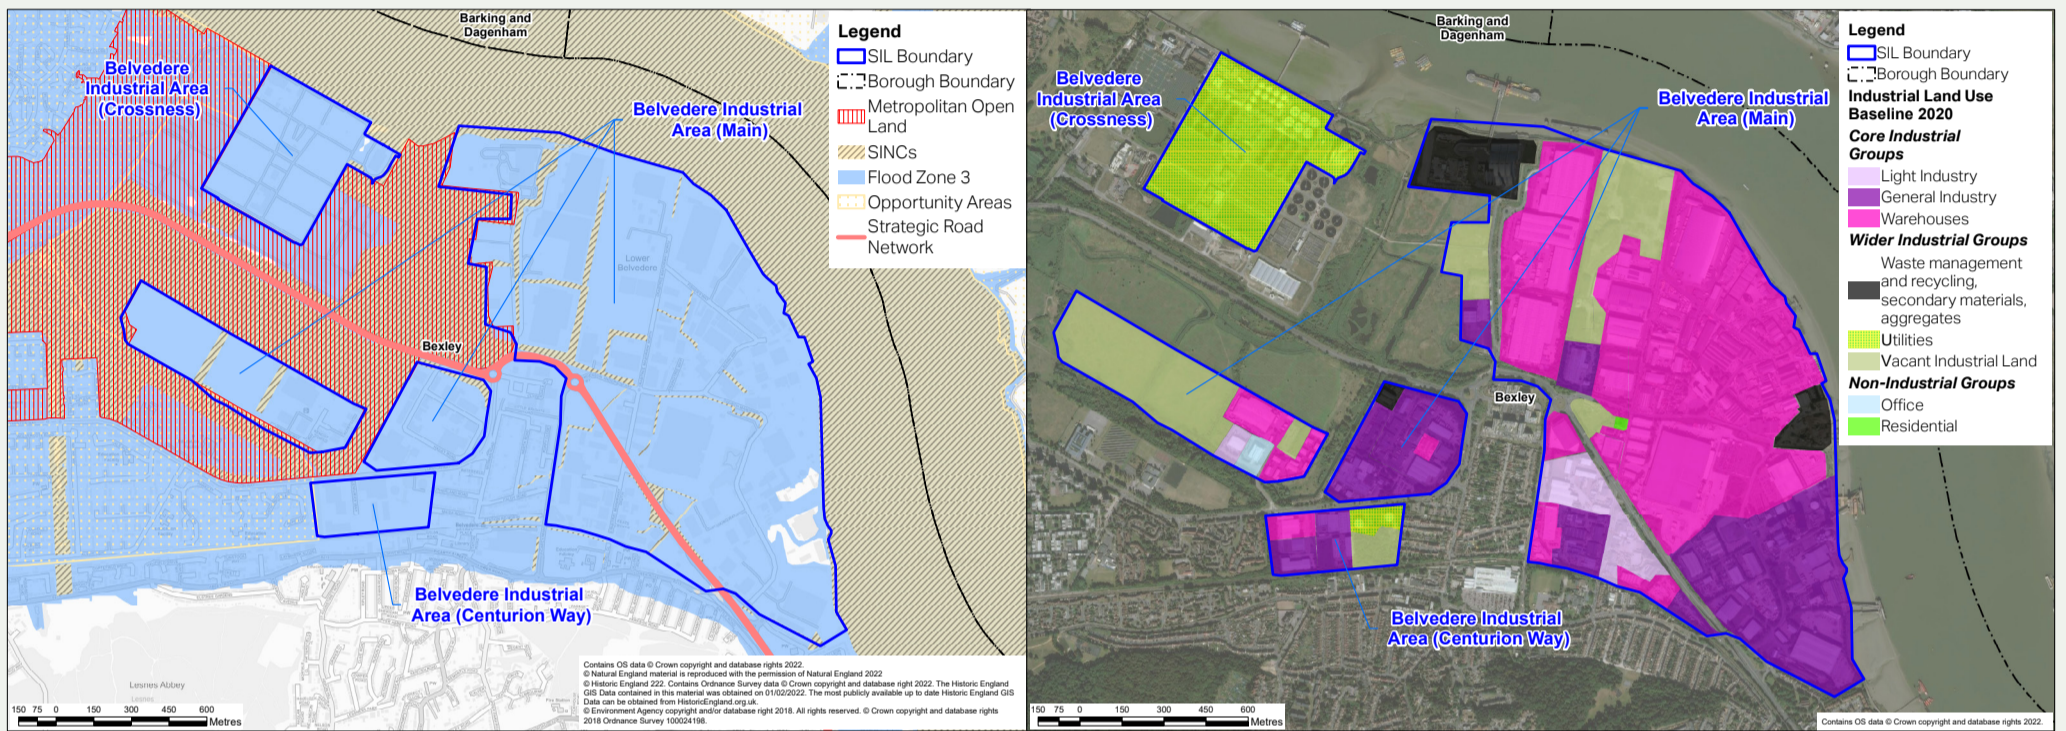 Barking and
Dagenham
Belvedere
Industrial Area
(Crossness)
Belvedere Industrial
Area (Main)
Lower
Belvedere
Bexley
Belvedere Industrial
Area (Centurion Way)
Lesnes Abbey
Legend
SIL Boundary
Borough Boundary
Metropolitan Open
Land
SINCs
Flood Zone 3
Opportunity Areas
Strategic Road
Network
Contains OS data © Crown copyright and database rights 2022.
© Natural England material is reproduced with the permission of Natural England 2022
© Historic England 222. Contains Ordnance Survey data © Crown copyright and database right 2022. The Historic England
GIS Data contained in this material was obtained on 01/02/2022. The most publicly available up to date Historic England GIS
Data can be obtained from HistoricEngland.org.uk.
© Environment Agency copyright and/or database right 2018. All rights reserved. © Crown copyright and database rights
2018 Ordnance Survey 100024198.
150 75 0 150 300 450 600
Metres
Barking and
Dagenham
Belvedere
Industrial Area
(Crossness)
Belvedere Industrial
Area (Main)
Bexley
Belvedere Industrial
Area (Centurion Way)
Legend
SIL Boundary
Borough Boundary
Industrial Land Use
Baseline 2020
Core Industrial
Groups
Light Industry
General Industry
Warehouses
Wider Industrial Groups
Waste management
and recycling,
secondary materials,
aggregates
Utilities
Vacant Industrial Land
Non-Industrial Groups
Office
Residential
150 75 0 150 300 450 600
Metres
Contains OS data © Crown copyright and database rights 2022.